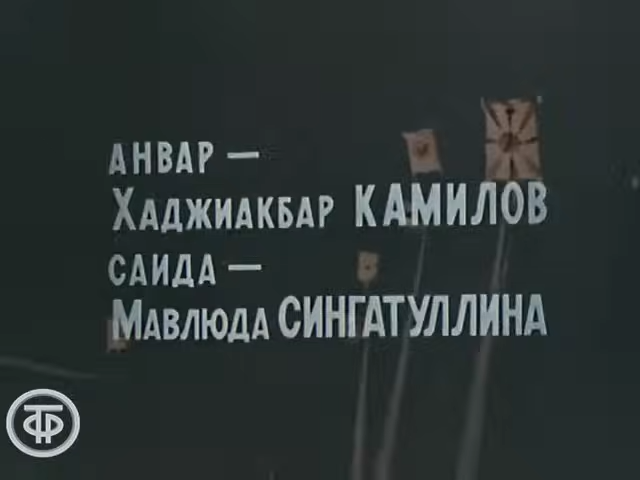 АНВАР —
ХАДЖИАКБАР КАМИЛОВ
САИДА —
МАВЛЮДА СИНГАТУЛЛИНА